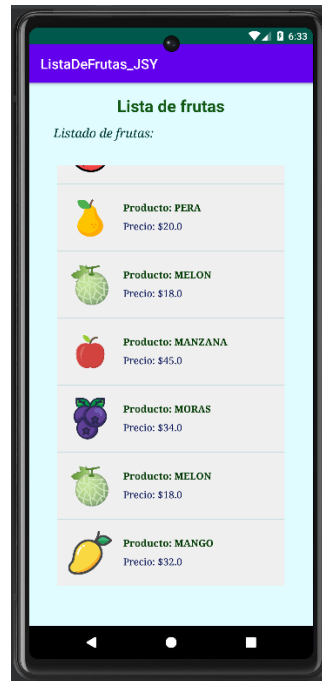 6:33
ListaDeFrutas_JSY
Lista de frutas
Listado de frutas:
Producto: PERA
Precio: $20.0
Producto: MELON
Precio: $18.0
Producto: MANZANA
Precio: $45.0
Producto: MORAS
Precio: $34.0
Producto: MELON
Precio: $18.0
Producto: MANGO
Precio: $32.0